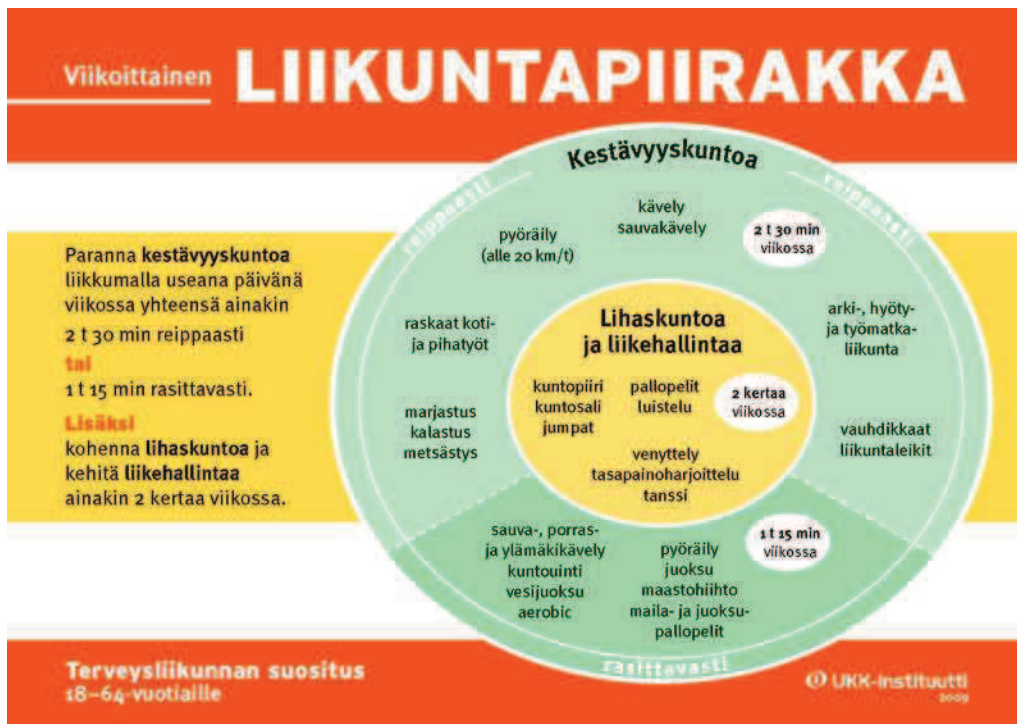 Viikoittainen LIIKUNTAPIIRAKKA
Paranna kestävyyskuntoa
liikkumalla useana päivänä
viikossa yhteensä ainakin
2 t 30 min reippaasti
tai
1 t 15 min rasittavasti.
Lisäksi
kohenna lihaskuntoa ja
kehitä liikehallintaa
ainakin 2 kertaa viikossa.
Kestävyyskuntoa
reippaasti
reippaasti
kävely
sauvakävely
2 t 30 min
viikossa
pyöräily
(alle 20 km/t)
raskaat koti-
ja pihatyöt
marjastus
kalastus
metsästys
arki-, hyöty-
ja työmatka-
liikunta
vauhdikkaat
liikuntaleikit
Lihaskuntoa
ja liikehallintaa
kuntopiiri
kuntosali
jumpat
pallopelit
luistelu
2 kertaa
viikossa
venyttely
tasapainoharjoittelu
tanssi
sauva-, porras-
ja ylämäkikävely
kuntouinti
vesijuoksu
aerobic
pyöräily
juoksu
maastohiihto
maila- ja juoksu-
pallopelit
1 t 15 min
viikossa
rasittavasti
Terveysliikunnan suositus
18–64-vuotiaille
UKK-instituutti
2009